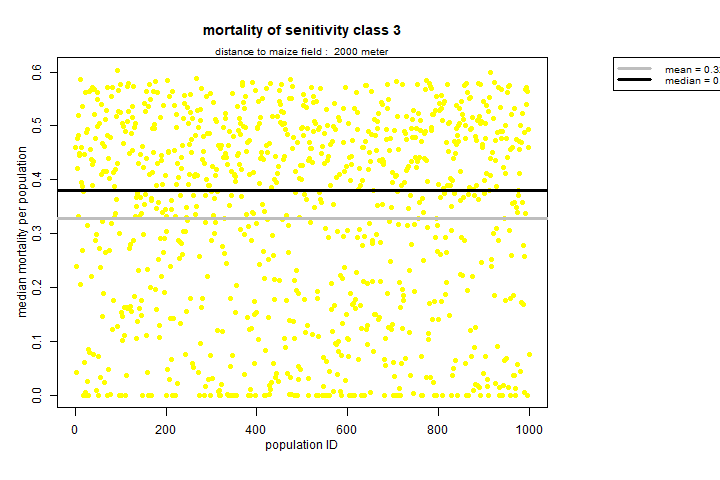 mortality of senitivity class 3
distance to maize field : 2000 meter
mean = 0.3
median = 0
median mortality per population
0.6
0.5
0.4
0.3
0.2
0.1
0.0
0 200 400 600 800 1000
population ID